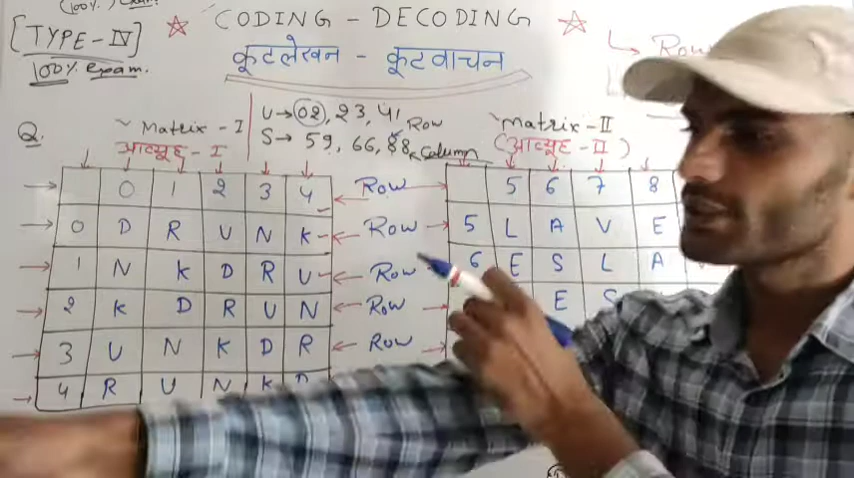 (100%)
[TYPE-IV]
100% exam.
CODING - DECODING
कूटलेखन - कूटवाचन
Row
Q.
Matrix - I
आव्यूह - I
U→ 02, 23, 41
S→ 59, 66, 88
Row
Column
Matrix - II
(आव्यूह - II)
0 1 2 3 4
0 D R U N K
1 N K D R U
2 K D R U N
3 U N K D R
4 R U N K D
Row
Row
Row
Row
Row
5 6 7 8
5 L A V E
6 E S L A
E S